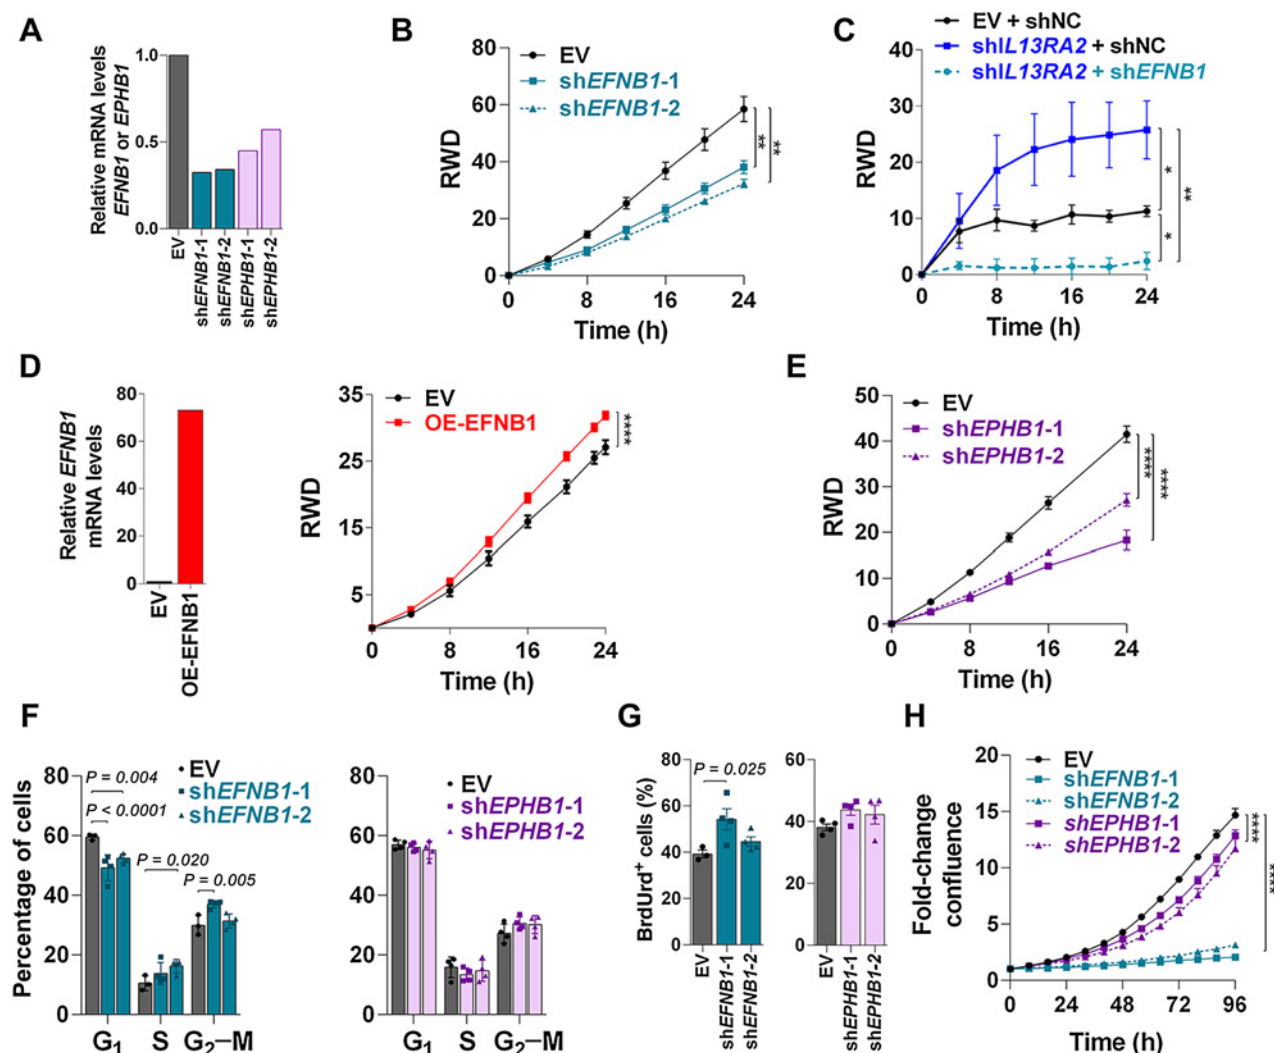 A
Relative mRNA levels
EFNB1 or EPHB1
1.0
0.5
0.0
EV
shEFNB1-1
shEFNB1-2
shEPHB1-1
shEPHB1-2
B
EV
shEFNB1-1
shEFNB1-2
RWD
80
60
40
20
0
**
**
0
8
16
24
Time (h)
C
EV + shNC
shIL13RA2 + shNC
shIL13RA2 + shEFNB1
RWD
40
30
20
10
0
*
*
**
0
8
16
24
Time (h)
D
Relative EFNB1
mRNA levels
80
60
40
20
0
EV
OE-EFNB1
EV
OE-EFNB1
RWD
35
25
15
5
****
0
8
16
24
Time (h)
E
EV
shEPHB1-1
shEPHB1-2
RWD
50
40
30
20
10
0
****
****
0
8
16
24
Time (h)
F
Percentage of cells
80
60
40
20
0
P = 0.004
P < 0.0001
P = 0.020
P = 0.005
EV
shEFNB1-1
shEFNB1-2
G1
S
G2–M
80
60
40
20
0
EV
shEPHB1-1
shEPHB1-2
G1
S
G2–M
G
BrdUrd+ cells (%)
80
60
40
20
0
P = 0.025
EV
shEFNB1-1
shEFNB1-2
60
40
20
0
EV
shEPHB1-1
shEPHB1-2
H
Fold-change
confluence
20
15
10
5
0
EV
shEFNB1-1
shEFNB1-2
shEPHB1-1
shEPHB1-2
****
****
0
24
48
72
96
Time (h)